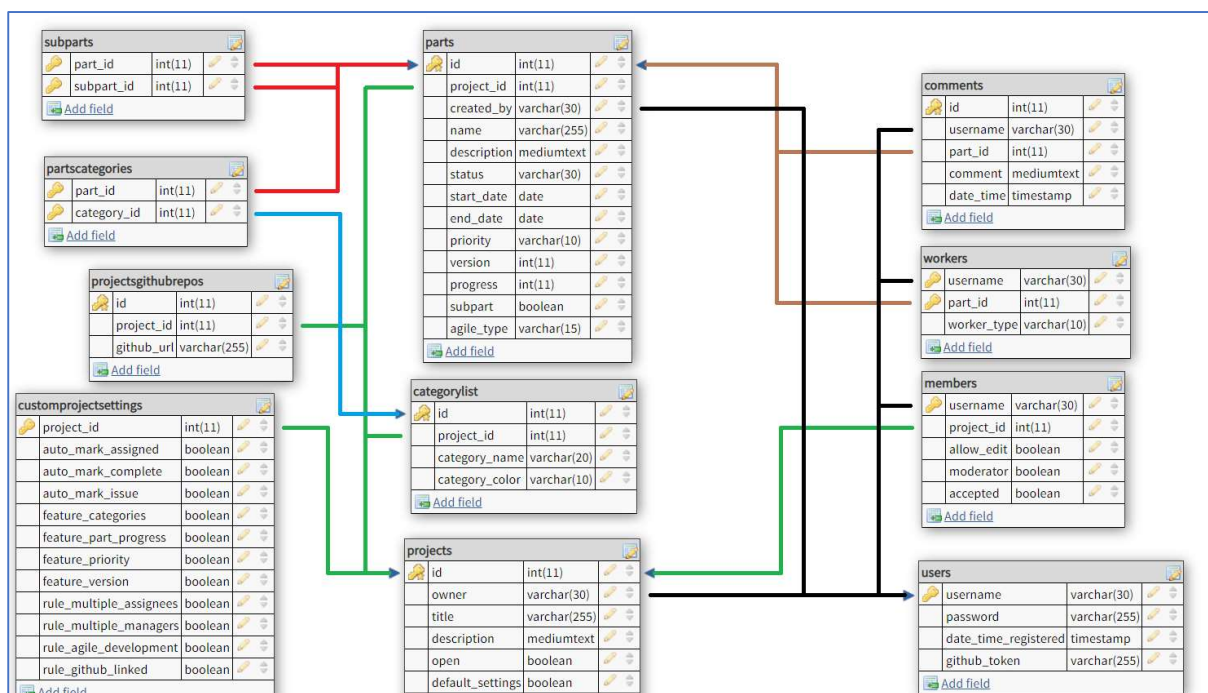 subparts
part_id int(11)
subpart_id int(11)
Add field
partscategories
part_id int(11)
category_id int(11)
Add field
projectsgithubrepos
id int(11)
project_id int(11)
github_url varchar(255)
Add field
customprojectsettings
project_id int(11)
auto_mark_assigned boolean
auto_mark_complete boolean
auto_mark_issue boolean
feature_categories boolean
feature_part_progress boolean
feature_priority boolean
feature_version boolean
rule_multiple_assignees boolean
rule_multiple_managers boolean
rule_agile_development boolean
rule_github_linked boolean
Add field
parts
id int(11)
project_id int(11)
created_by varchar(30)
name varchar(255)
description mediumtext
status varchar(30)
start_date date
end_date date
priority varchar(10)
version int(11)
progress int(11)
subpart boolean
agile_type varchar(15)
Add field
categorylist
id int(11)
project_id int(11)
category_name varchar(20)
category_color varchar(10)
Add field
projects
id int(11)
owner varchar(30)
title varchar(255)
description mediumtext
open boolean
default_settings boolean
comments
id int(11)
username varchar(30)
part_id int(11)
comment mediumtext
date_time timestamp
Add field
workers
username varchar(30)
part_id int(11)
worker_type varchar(10)
Add field
members
username varchar(30)
project_id int(11)
allow_edit boolean
moderator boolean
accepted boolean
Add field
users
username varchar(30)
password varchar(255)
date_time_registered timestamp
github_token varchar(255)
Add field